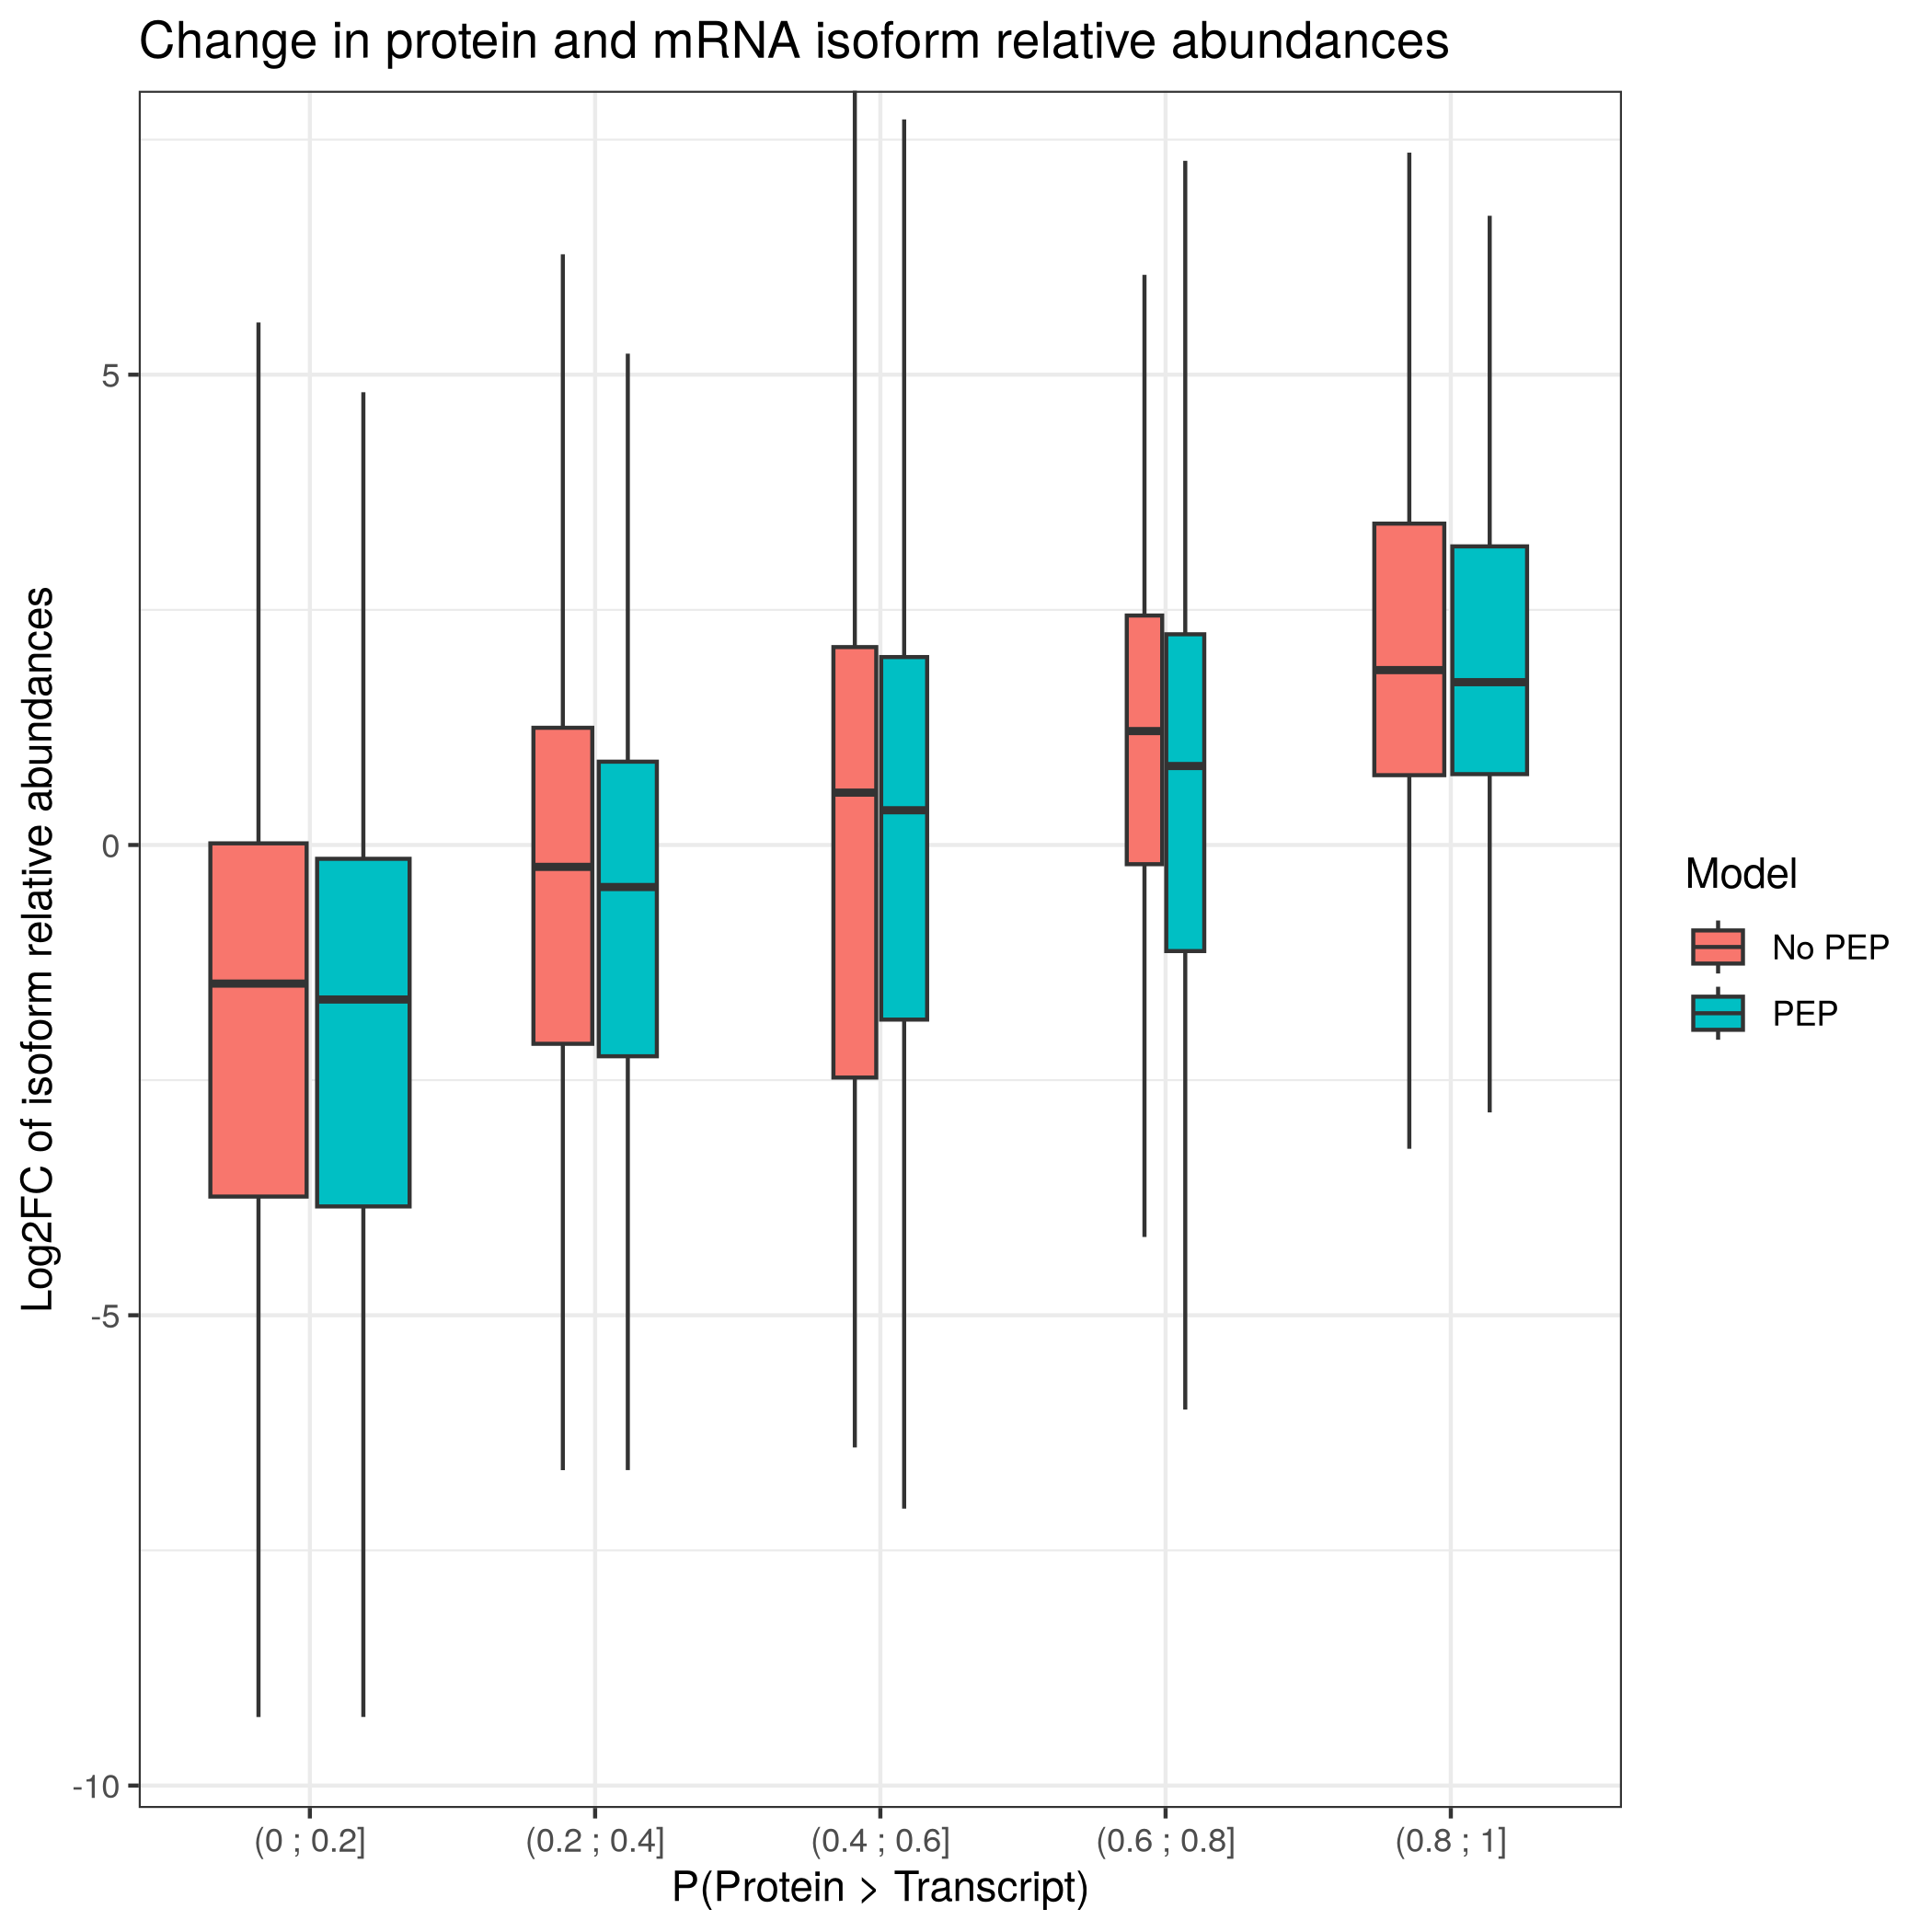 Change in protein and mRNA isoform relative abundances
Log2FC of isoform relative abundances
5
0
-5
-10
(0 ; 0.2]
(0.2 ; 0.4]
(0.4 ; 0.6]
(0.6 ; 0.8]
(0.8 ; 1]
P(Protein > Transcript)
Model
No PEP
PEP